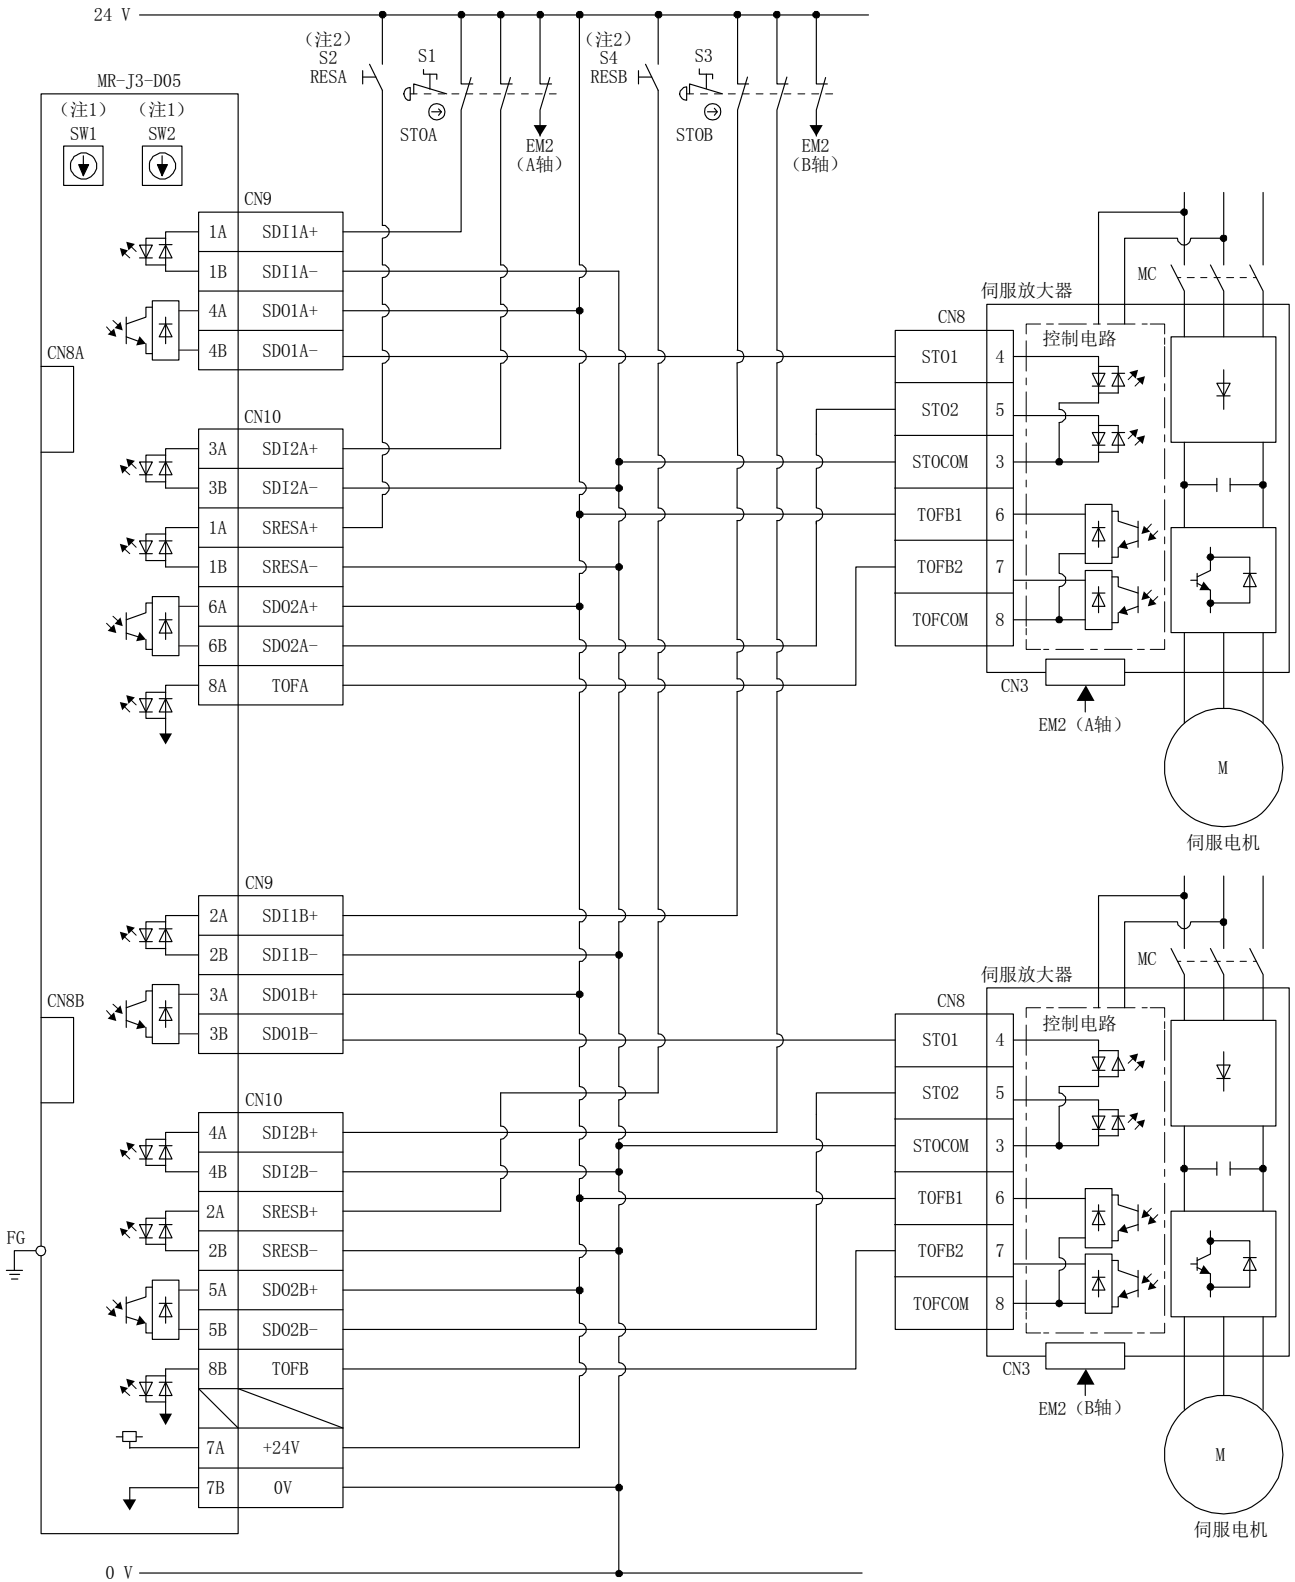 24 V
MR-J3-D05
（注1）
SW1
（注1）
SW2
（注2）
S2
RESA
S1
STOA
EM2
（A轴）
（注2）
S4
RESB
S3
STOB
EM2
（B轴）
CN8A
CN9
1A SDI1A+
1B SDI1A-
4A SDO1A+
4B SDO1A-
CN10
3A SDI2A+
3B SDI2A-
1A SRESA+
1B SRESA-
6A SDO2A+
6B SDO2A-
8A TOFA
MC
伺服放大器
CN8
控制电路
STO1 4
STO2 5
STOCOM 3
TOFB1 6
TOFB2 7
TOFCOM 8
CN3
EM2（A轴）
M
伺服电机
CN8B
CN9
2A SDI1B+
2B SDI1B-
3A SDO1B+
3B SDO1B-
CN10
4A SDI2B+
4B SDI2B-
2A SRESB+
2B SRESB-
5A SDO2B+
5B SDO2B-
8B TOFB
7A +24V
7B 0V
FG
MC
伺服放大器
CN8
控制电路
STO1 4
STO2 5
STOCOM 3
TOFB1 6
TOFB2 7
TOFCOM 8
CN3
EM2（B轴）
M
伺服电机
0 V